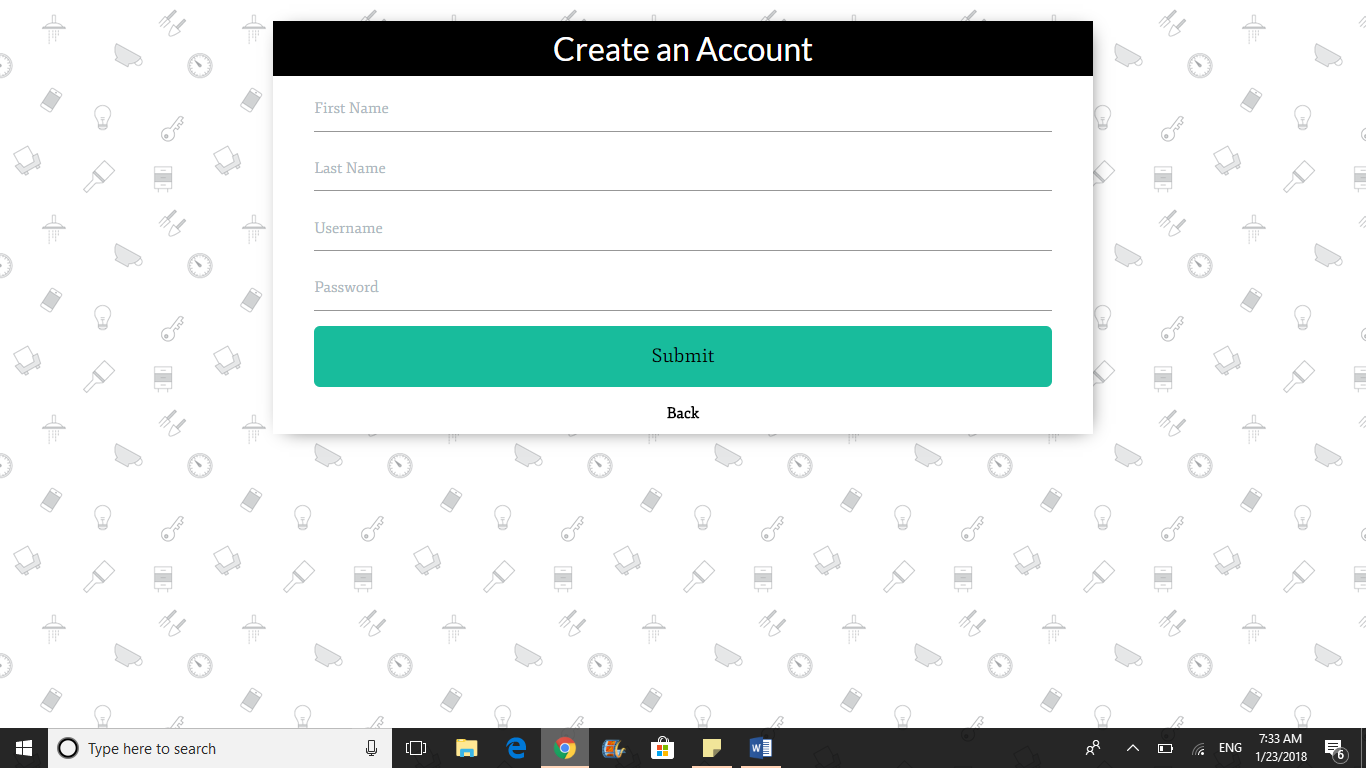 Create an Account
First Name
Last Name
Username
Password
Submit
Back
Type here to search
ENG
7:33 AM
1/23/2018
6